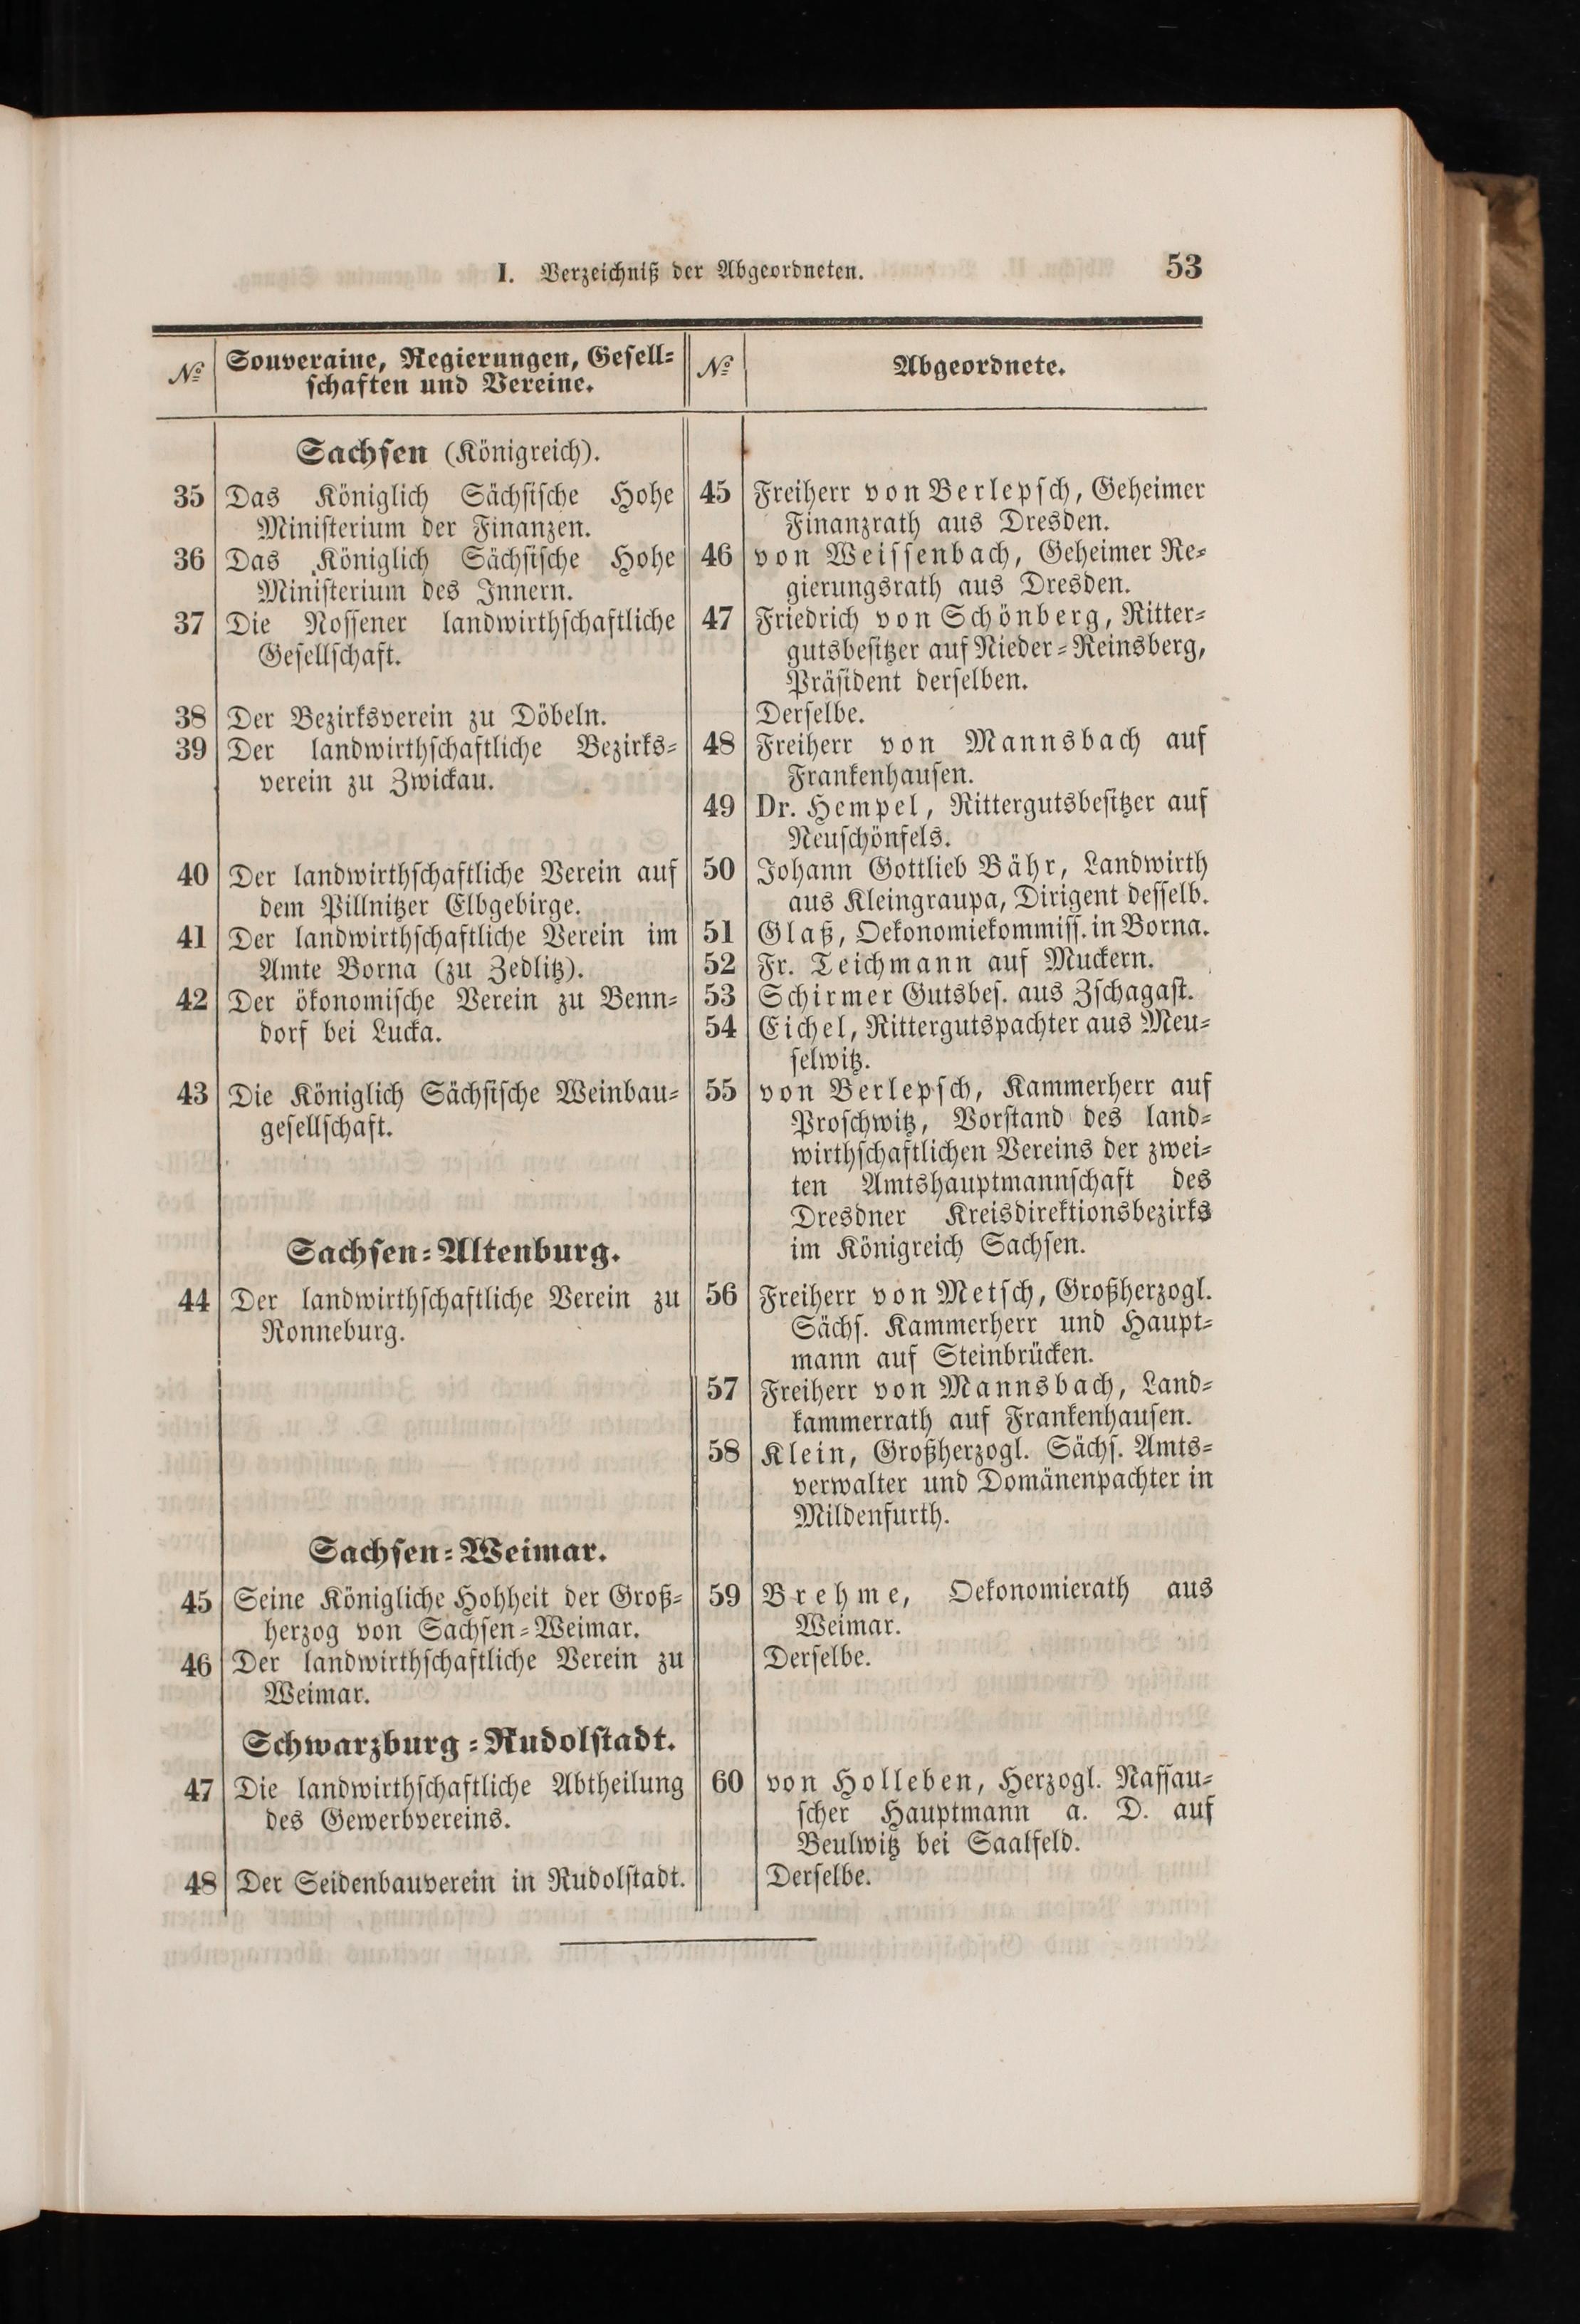 I. Verzeichniß der Abgeordneten. 53
№ Souveraine, Regierungen, Gesell-
schaften und Vereine. № Abgeordnete.
Sachsen (Königreich).
35 Das Königlich Sächsische Hohe
Ministerium der Finanzen.
45 Freiherr von Berlepsch, Geheimer
Finanzrath aus Dresden.
36 Das Königlich Sächsische Hohe
Ministerium des Innern.
46 von Weissenbach, Geheimer Re-
gierungsrath aus Dresden.
37 Die Nossener landwirthschaftliche
Gesellschaft.
47 Friedrich von Schönberg, Ritter-
gutsbesitzer auf Nieder-Reinsberg,
Präsident derselben.
38 Der Bezirksverein zu Döbeln.
Derselbe.
39 Der landwirthschaftliche Bezirks-
verein zu Zwickau.
48 Freiherr von Mannsbach auf
Frankenhausen.
49 Dr. Hempel, Rittergutsbesitzer auf
Neuschönfels.
40 Der landwirthschaftliche Verein auf
dem Pillnitzer Elbgebirge.
50 Johann Gottlieb Bähr, Landwirth
aus Kleingraupa, Dirigent desselb.
41 Der landwirthschaftliche Verein im
Amte Borna (zu Zedlitz).
51 Glaß, Oekonomiekommiss. in Borna.
52 Fr. Teichmann auf Muckern.
42 Der ökonomische Verein zu Benn-
dorf bei Lucka.
53 Schirmer Gutsbes. aus Zschagast.
54 Eichel, Rittergutspachter aus Meu-
selwitz.
43 Die Königlich Sächsische Weinbau-
gesellschaft.
55 von Berlepsch, Kammerherr auf
Proschwitz, Vorstand des land-
wirthschaftlichen Vereins der zwei-
ten Amtshauptmannschaft des
Dresdner Kreisdirektionsbezirks
im Königreich Sachsen.
Sachsen-Altenburg.
44 Der landwirthschaftliche Verein zu
Ronneburg.
56 Freiherr von Metsch, Großherzogl.
Sächs. Kammerherr und Haupt-
mann auf Steinbrücken.
57 Freiherr von Mannsbach, Land-
kammerrath auf Frankenhausen.
58 Klein, Großherzogl. Sächs. Amts-
verwalter und Domänenpachter in
Mildenfurth.
Sachsen-Weimar.
45 Seine Königliche Hohheit der Groß-
herzog von Sachsen-Weimar.
59 Brehme, Oekonomierath aus
Weimar.
46 Der landwirthschaftliche Verein zu
Weimar.
Derselbe.
Schwarzburg-Rudolstadt.
47 Die landwirthschaftliche Abtheilung
des Gewerbvereins.
60 von Holleben, Herzogl. Nassau-
scher Hauptmann a. D. auf
Beulwitz bei Saalfeld.
48 Der Seidenbauverein in Rudolstadt.
Derselbe.